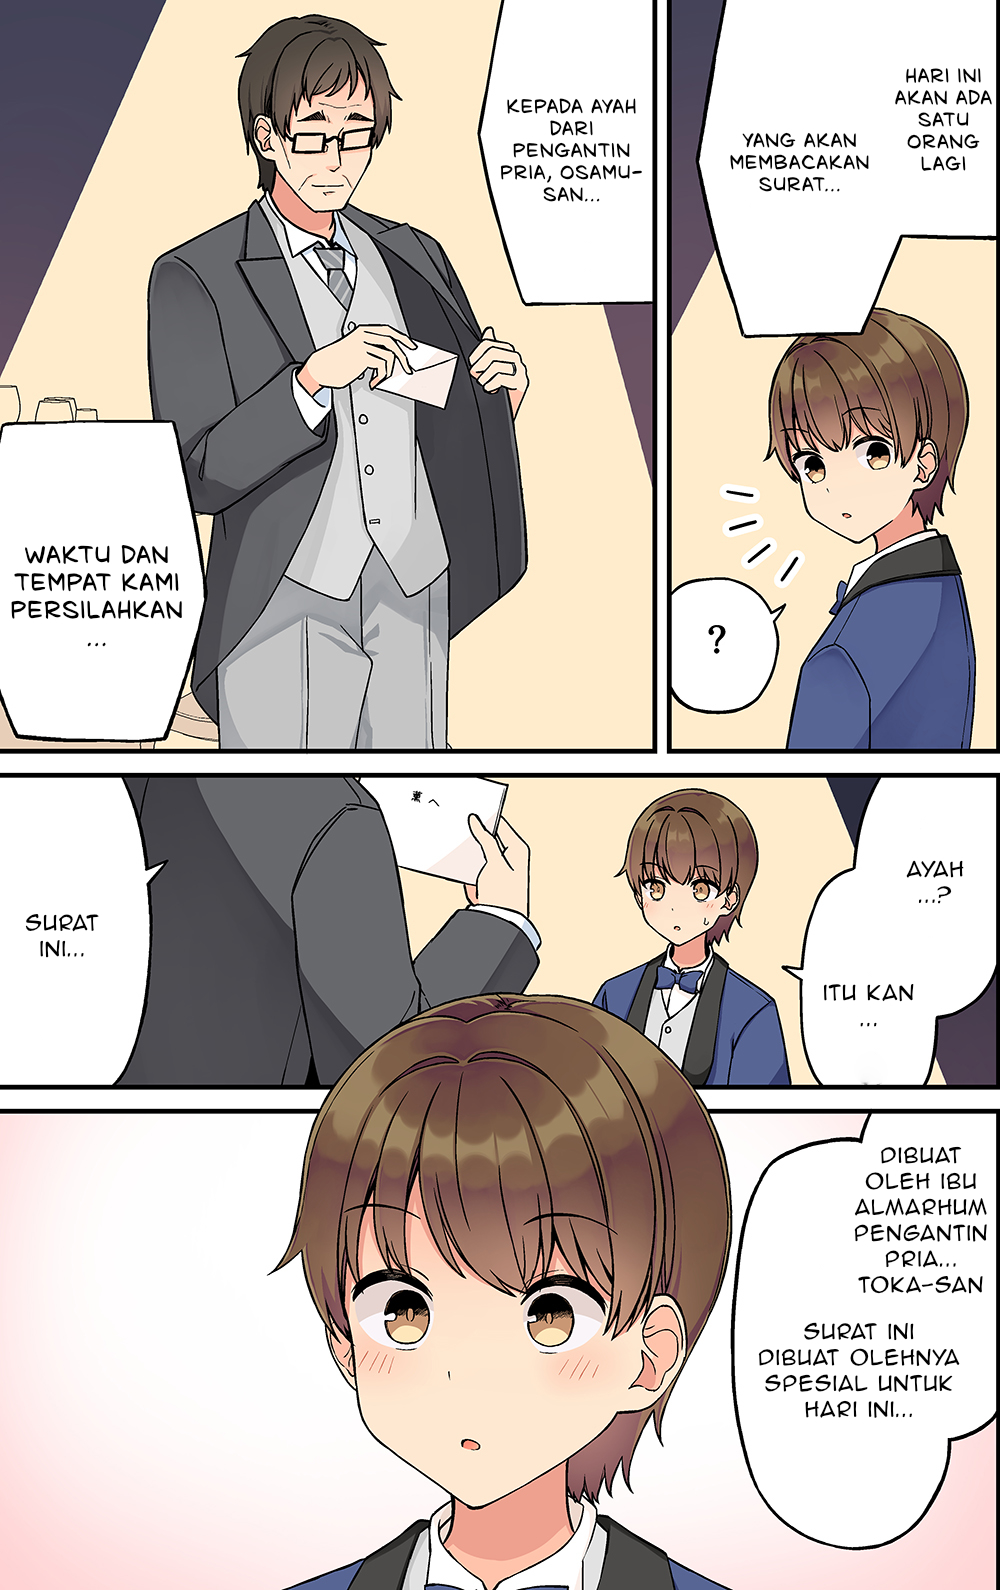 HARI INI
AKAN ADA
SATU
ORANG
LAGI
YANG AKAN
MEMBACAKAN
SURAT...
?
KEPADA AYAH
DARI
PENGANTIN
PRIA, OSAMU-
SAN...
WAKTU DAN
TEMPAT KAMI
PERSILAHKAN
...
AYAH
...?
ITU KAN
...
薫へ
SURAT
INI...
DIBUAT
OLEH IBU
ALMARHUM
PENGANTIN
PRIA...
TOKA-SAN
SURAT INI
DIBUAT OLEHNYA
SPESIAL UNTUK
HARI INI...